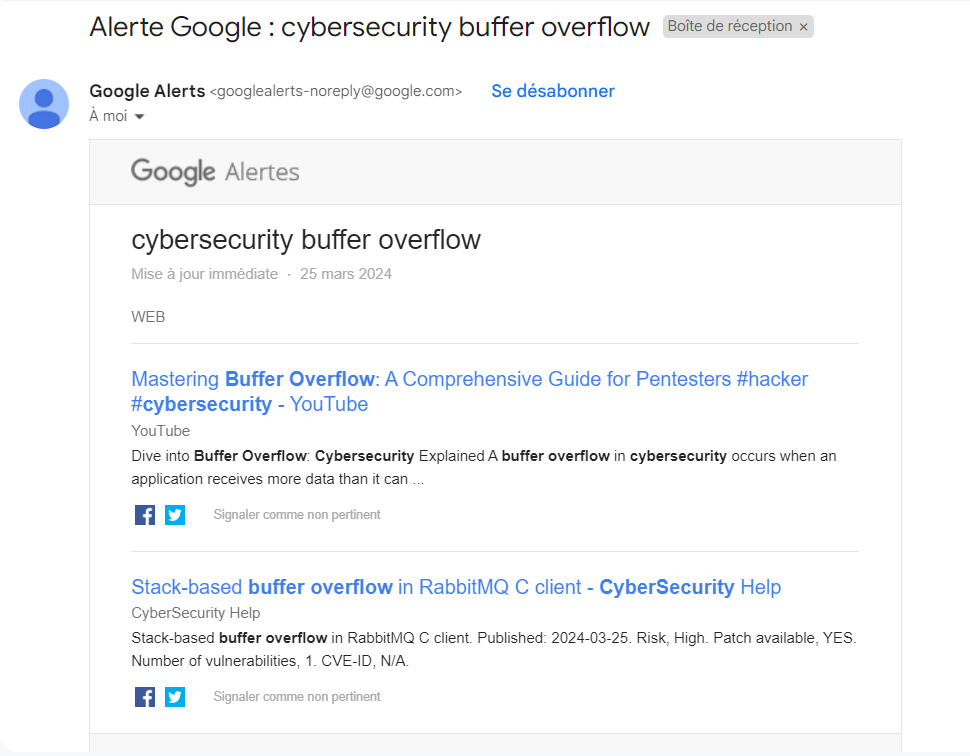 Alerte Google : cybersecurity buffer overflow Boîte de réception ×
Google Alerts <googlealerts-noreply@google.com> Se désabonner
À moi
Google Alertes
cybersecurity buffer overflow
Mise à jour immédiate · 25 mars 2024
WEB
Mastering Buffer Overflow: A Comprehensive Guide for Pentesters #hacker
#cybersecurity - YouTube
YouTube
Dive into Buffer Overflow: Cybersecurity Explained A buffer overflow in cybersecurity occurs when an
application receives more data than it can ...
Signaler comme non pertinent
Stack-based buffer overflow in RabbitMQ C client - CyberSecurity Help
CyberSecurity Help
Stack-based buffer overflow in RabbitMQ C client. Published: 2024-03-25. Risk, High. Patch available, YES.
Number of vulnerabilities, 1. CVE-ID, N/A.
Signaler comme non pertinent